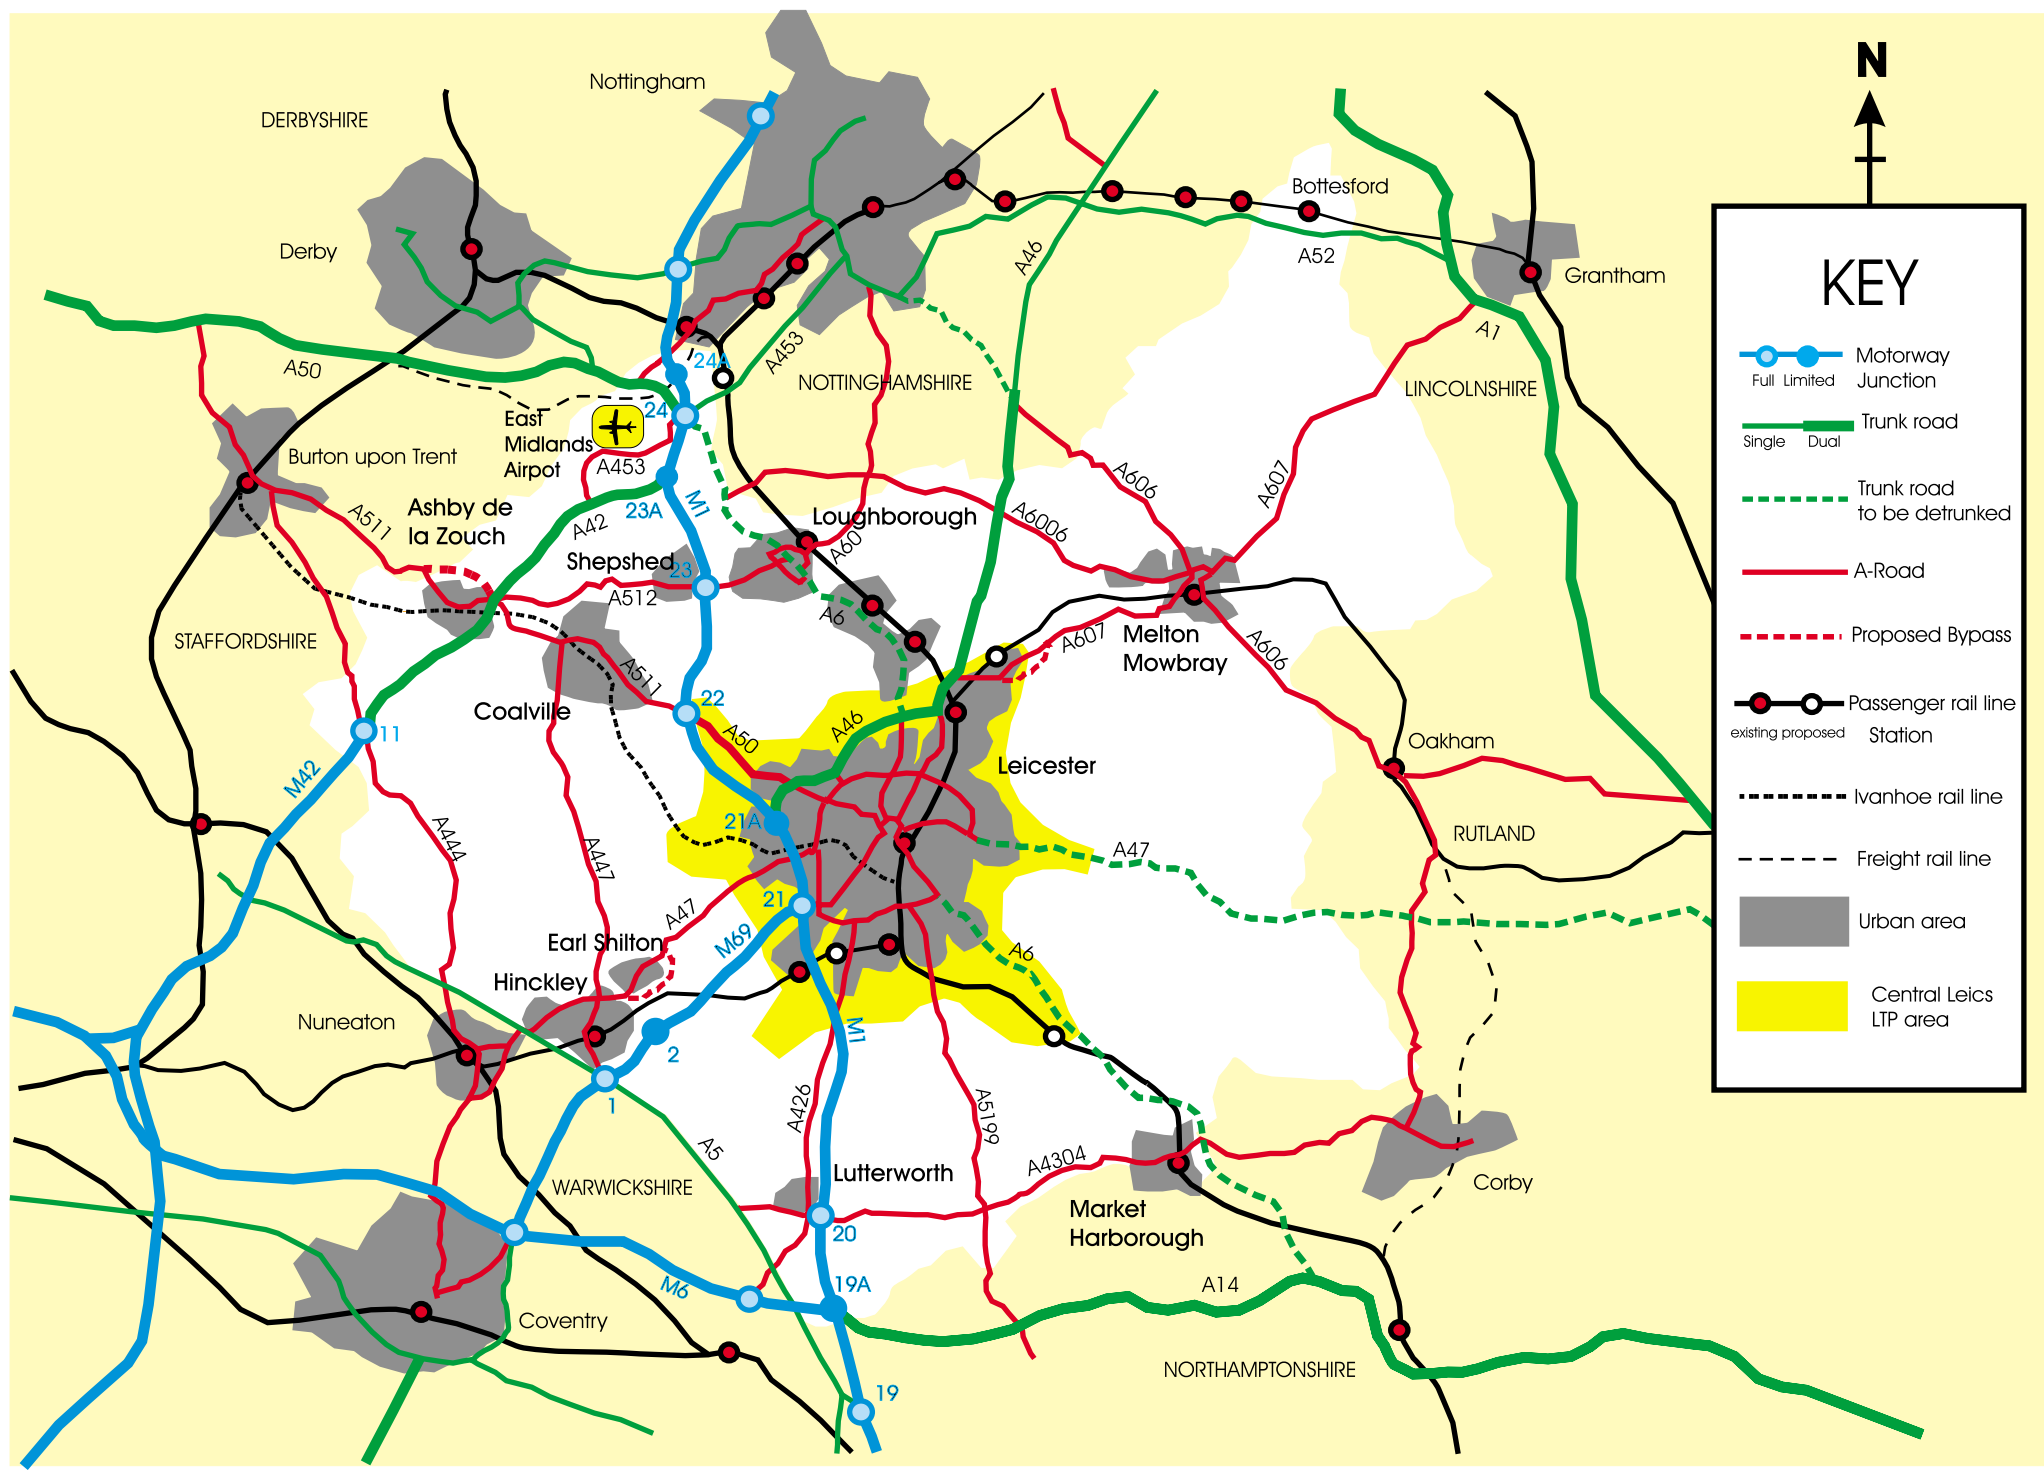 N
Nottingham
DERBYSHIRE
Bottesford
Derby
A46
A52
Grantham
A1
A50
24A
A453
NOTTINGHAMSHIRE
LINCOLNSHIRE
24
East
Midlands
Airpot
A453
Burton upon Trent
A606
A607
M1
23A
A511
Ashby de
la Zouch
A42
Loughborough
A6006
A60
Shepshed
23
A512
A6
STAFFORDSHIRE
A607
Melton
Mowbray
A606
A511
Coalville
22
11
A50
A46
Oakham
Leicester
M42
21A
RUTLAND
A444
A447
A47
21
A47
Earl Shilton
M69
A6
Hinckley
Nuneaton
M1
2
1
A426
A5199
A5
A4304
Lutterworth
WARWICKSHIRE
Corby
Market
Harborough
20
M6
19A
A14
Coventry
NORTHAMPTONSHIRE
19
KEY
Motorway
Junction
Full Limited
Trunk road
Single Dual
Trunk road
to be detrunked
A-Road
Proposed Bypass
Passenger rail line
existing proposed
Station
Ivanhoe rail line
Freight rail line
Urban area
Central Leics
LTP area